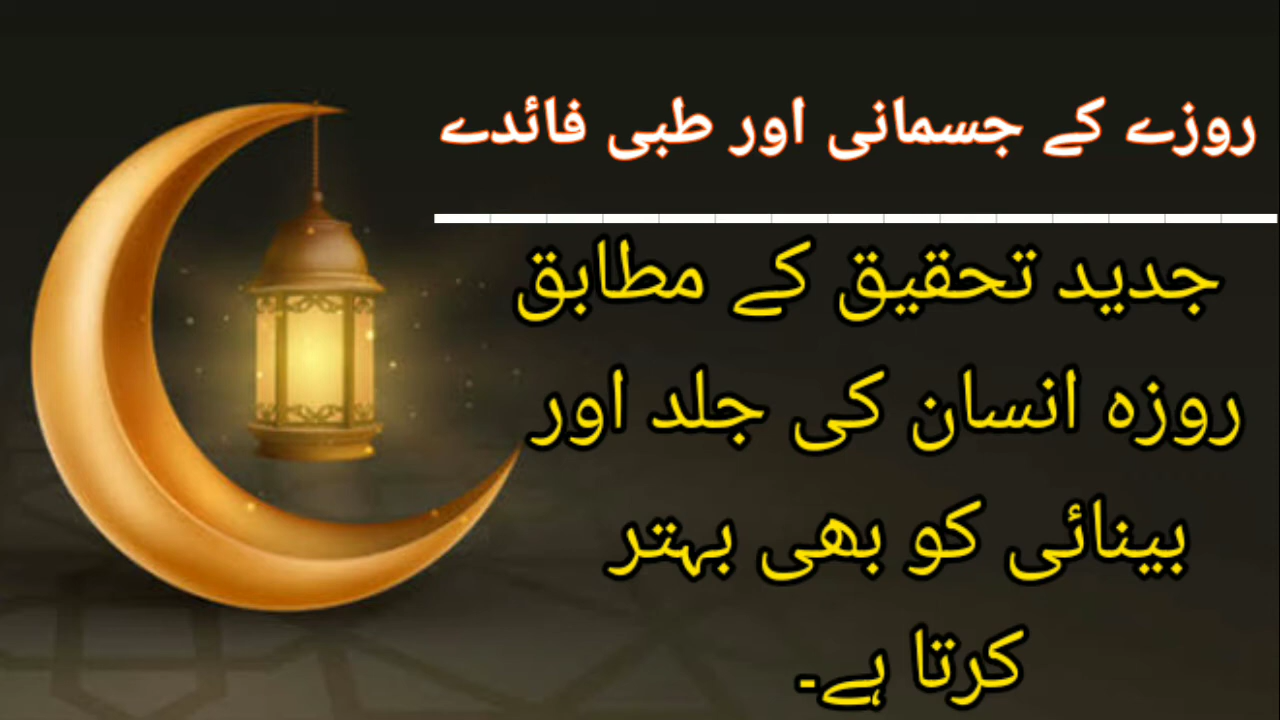 روزے کے جسمانی اور طبی فائدے
جدید تحقیق کے مطابق
روزہ انسان کی جلد اور
بینائی کو بھی بہتر
کرتا ہے۔